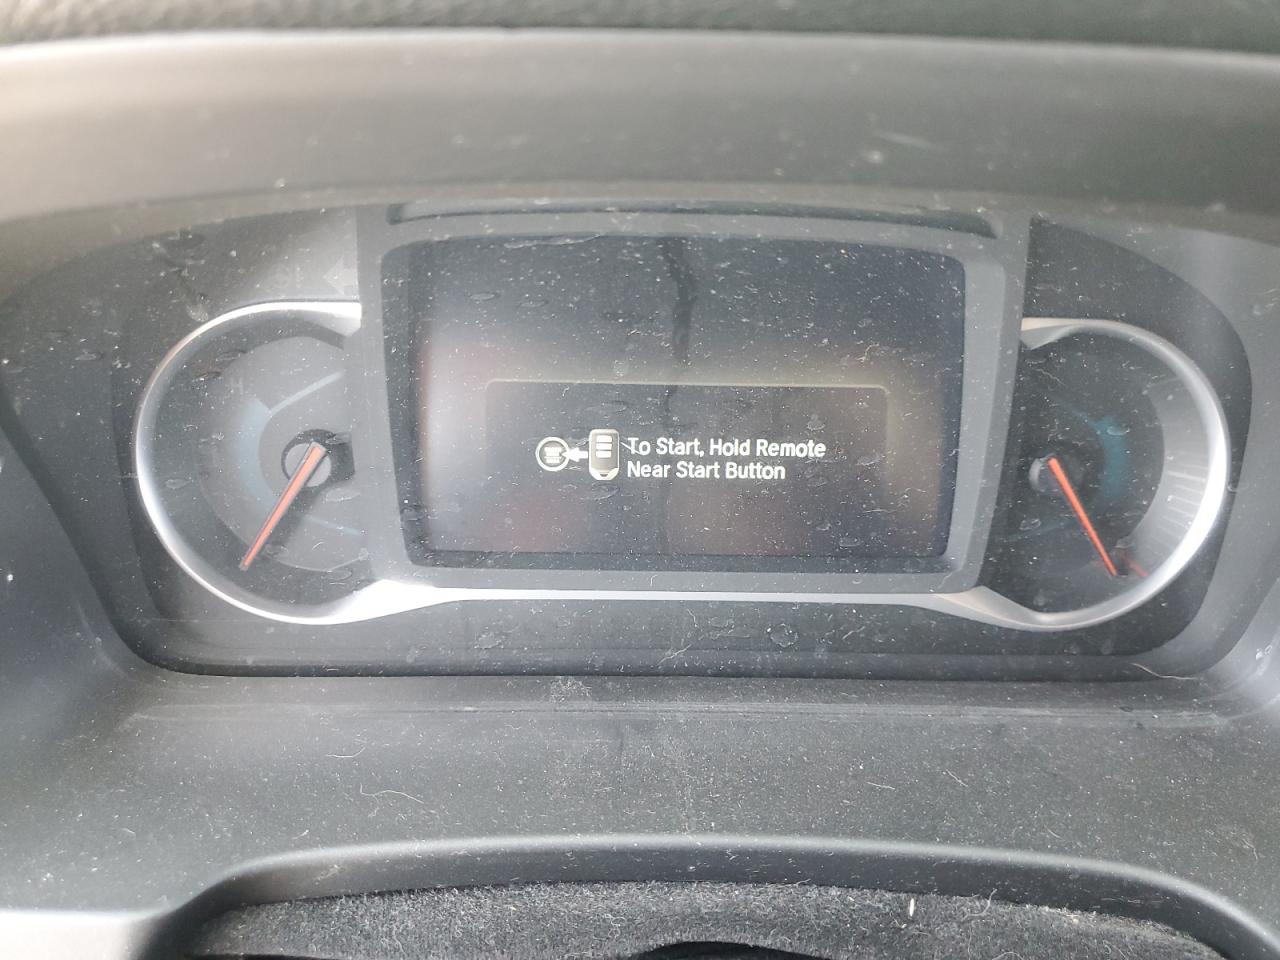 H
To Start, Hold Remote
Near Start Button